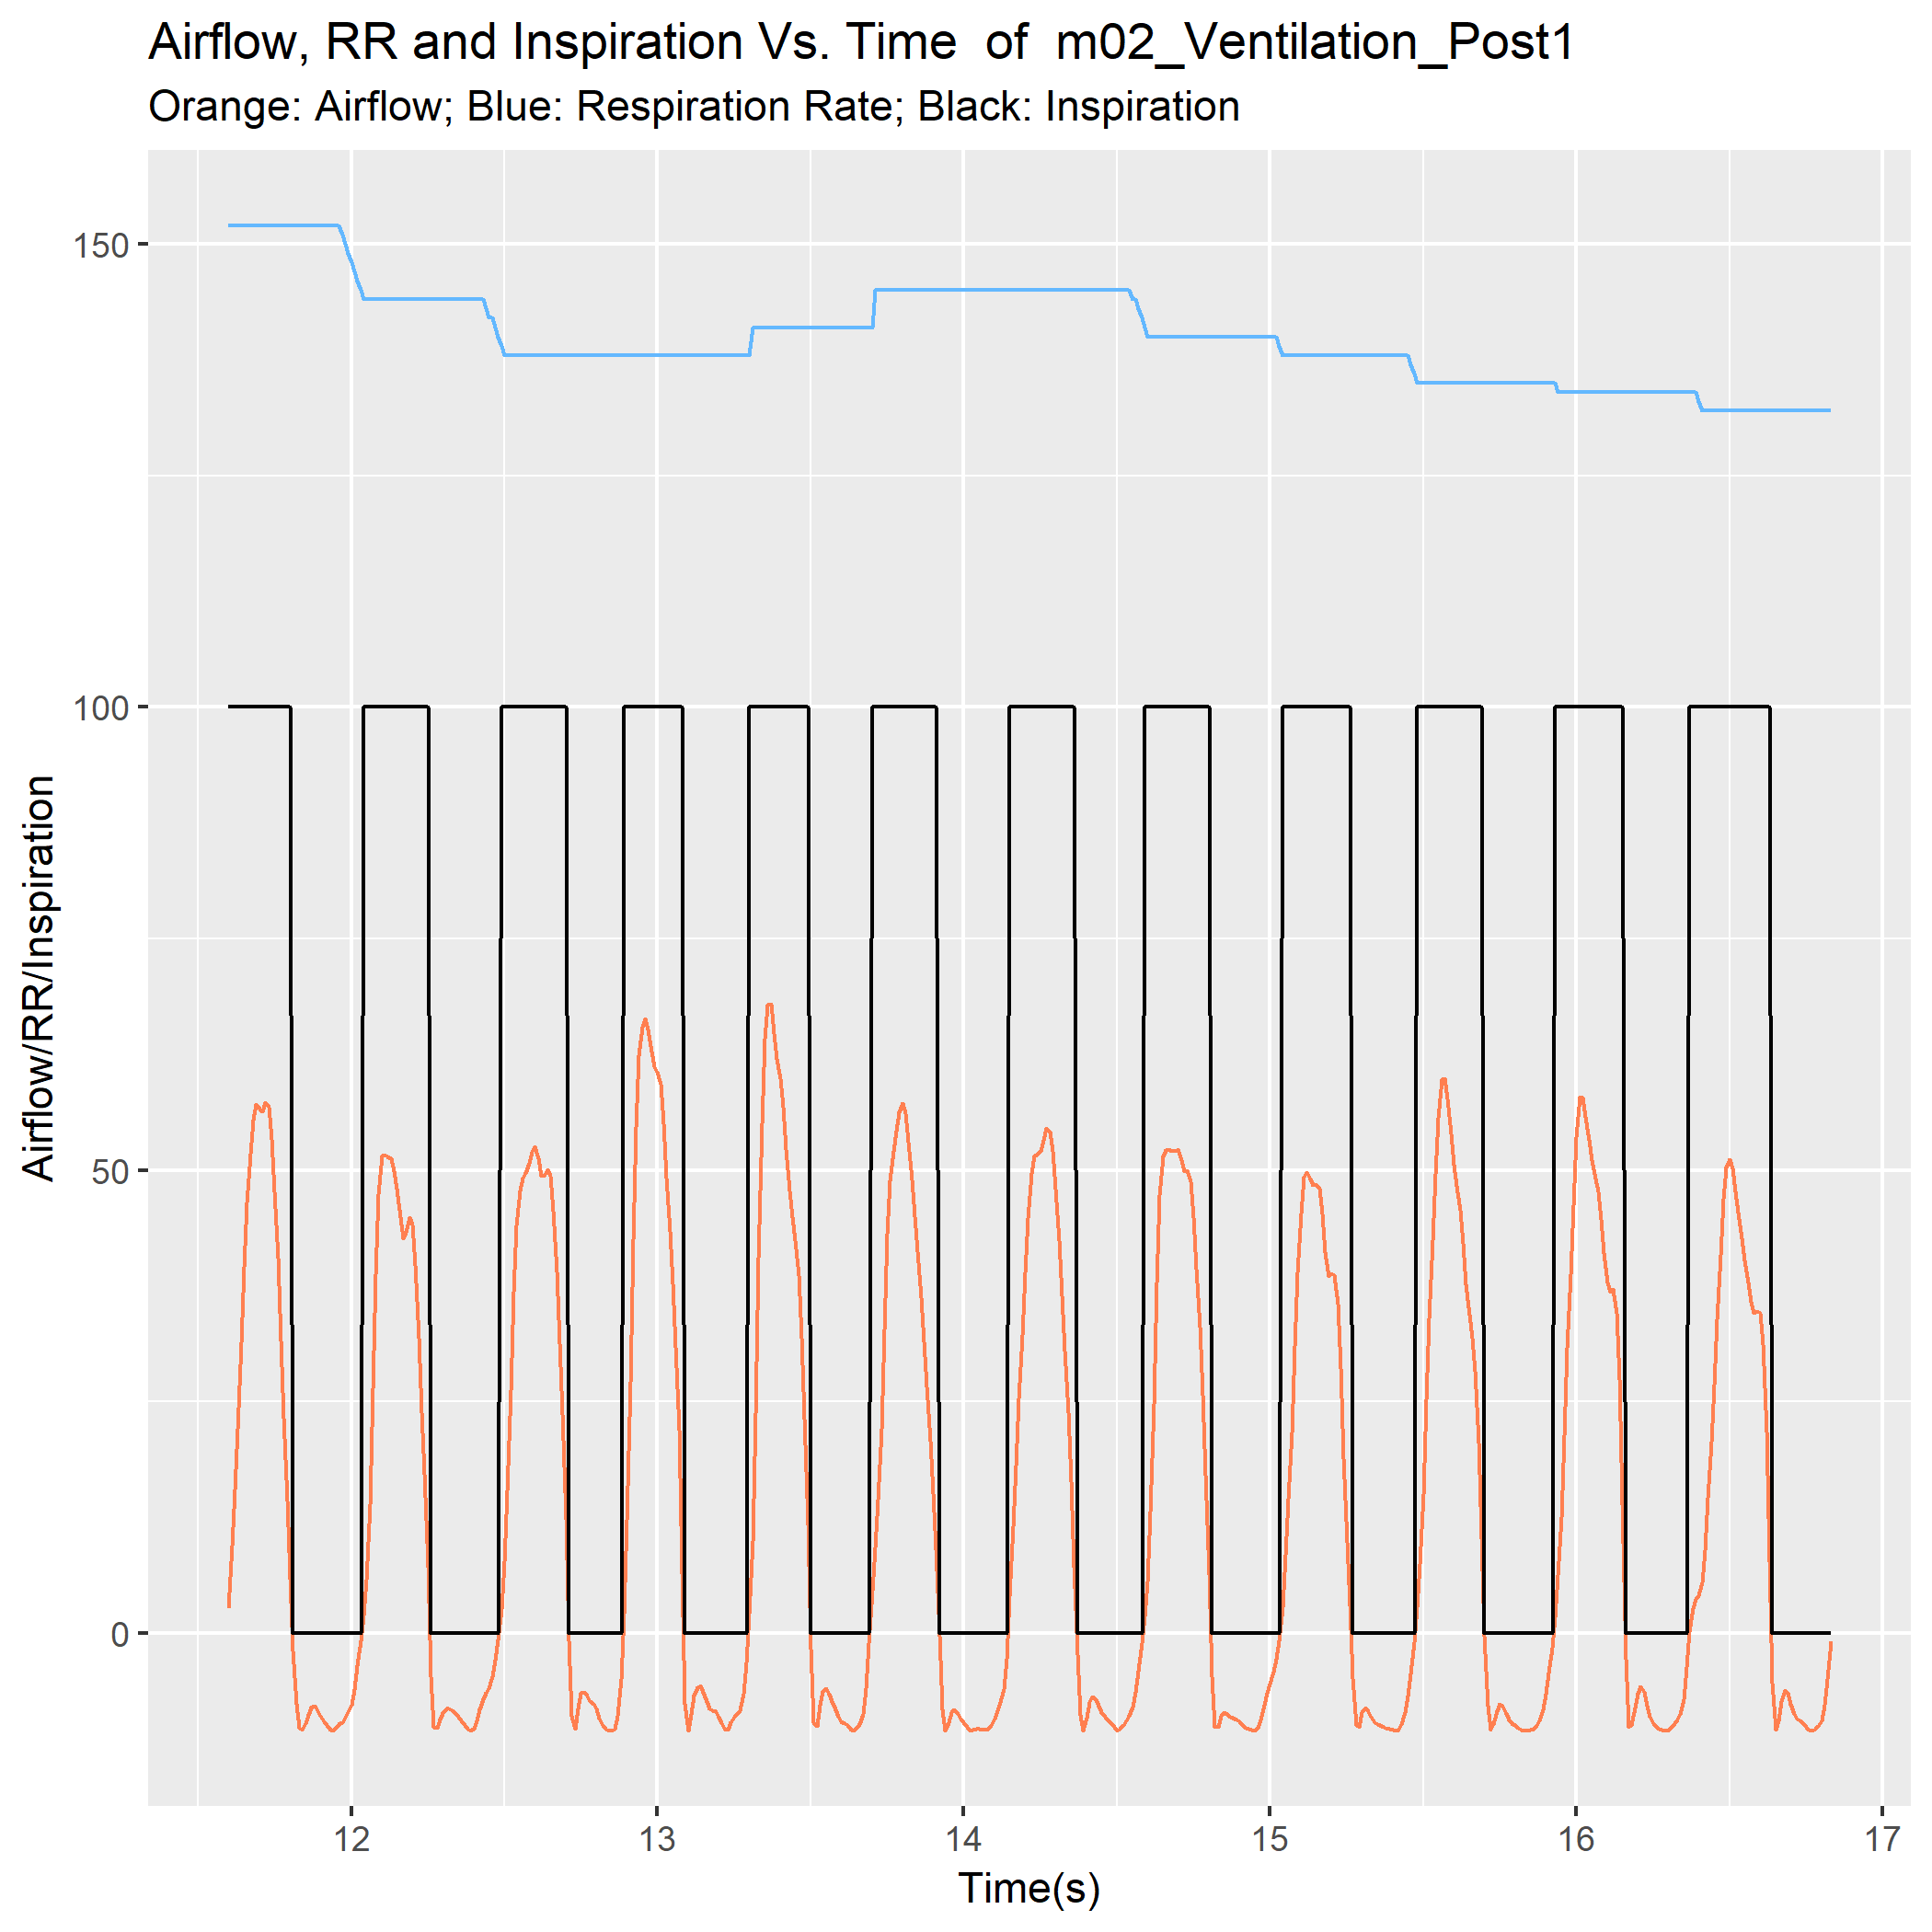 Airflow, RR and Inspiration Vs. Time  of  m02_Ventilation_Post1
Orange: Airflow; Blue: Respiration Rate; Black: Inspiration
Airflow/RR/Inspiration
150
100
50
0
12 13 14 15 16 17
Time(s)